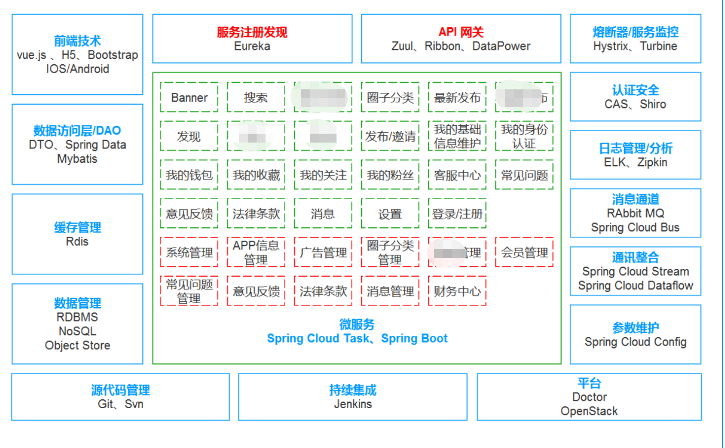 前端技术
vue.js 、H5、Bootstrap
IOS/Android
数据访问层/DAO
DTO、Spring Data
Mybatis
缓存管理
Rdis
数据管理
RDBMS
NoSQL
Object Store
服务注册发现
Eureka
API 网关
Zuul、Ribbon、DataPower
Banner
搜索
圈子分类
最新发布
布
发现
发布/邀请
我的基础
信息维护
我的身份
认证
我的钱包
我的收藏
我的关注
我的粉丝
客服中心
常见问题
意见反馈
法律条款
消息
设置
登录/注册
系统管理
APP信息
管理
广告管理
圈子分类
管理
管理
会员管理
常见问题
管理
意见反馈
法律条款
消息管理
财务中心
微服务
Spring Cloud Task、Spring Boot
熔断器/服务监控
Hystrix、Turbine
认证安全
CAS、Shiro
日志管理/分析
ELK、Zipkin
消息通道
RAbbit MQ
Spring Cloud Bus
通讯整合
Spring Cloud Stream
Spring Cloud Dataflow
参数维护
Spring Cloud Config
源代码管理
Git、Svn
持续集成
Jenkins
平台
Doctor
OpenStack